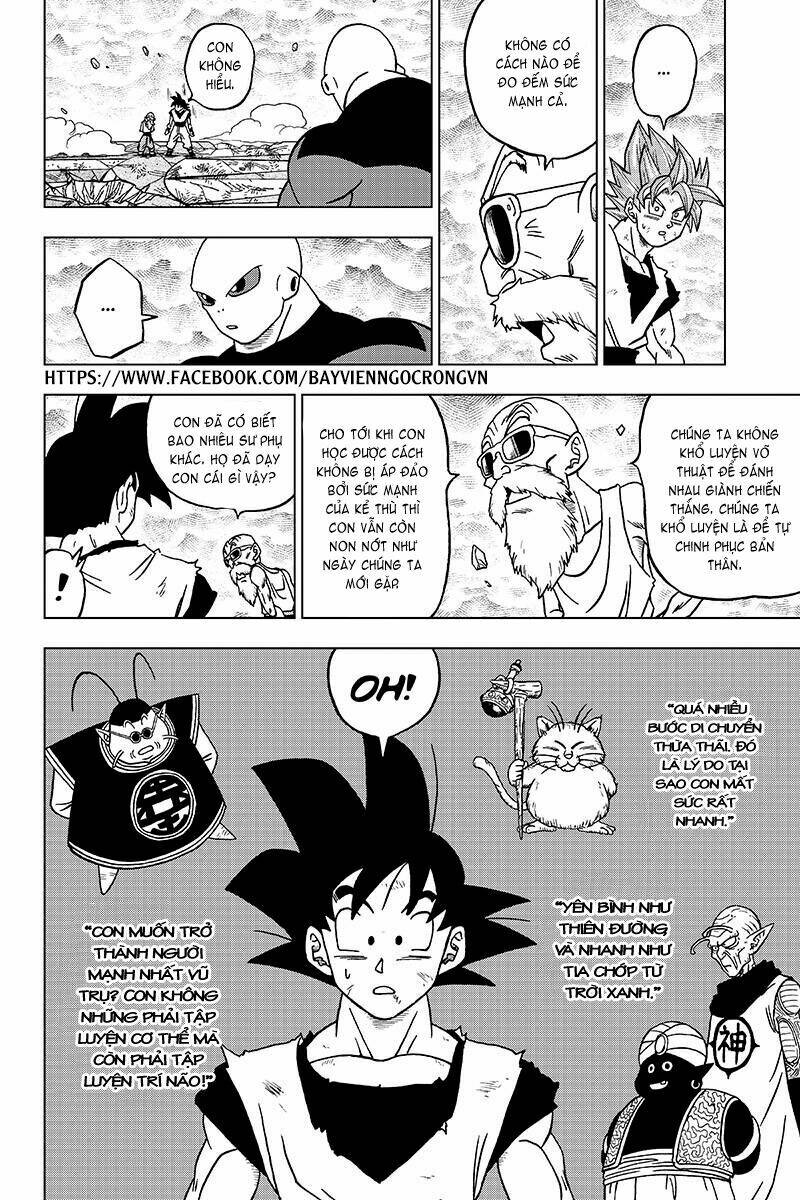 ...
KHÔNG CÓ
CÁCH NÀO ĐỂ
ĐO ĐẾM SỨC
MẠNH CẢ.
CON
KHÔNG
HIỂU.
...
HTTPS://WWW.FACEBOOK.COM/BAYVIENNGOCRONGVN
CHÚNG TA KHÔNG
KHỔ LUYỆN VÕ
THUẬT ĐỂ ĐÁNH
NHAU GIÀNH CHIẾN
THẮNG. CHÚNG TA
KHỔ LUYỆN LÀ ĐỂ TỰ
CHINH PHỤC BẢN
THÂN.
CHO TỚI KHI CON
HỌC ĐƯỢC CÁCH
KHÔNG BỊ ÁP ĐẢO
BỞI SỨC MẠNH
CỦA KẺ THÙ THÌ
CON VẪN CÒN
NON NỚT NHƯ
NGÀY CHÚNG TA
MỚI GẶP.
CON ĐÃ CÓ BIẾT
BAO NHIÊU SƯ PHỤ
KHÁC. HỌ ĐÃ DẠY
CON CÁI GÌ VẬY?
!
OH!
"QUÁ NHIỀU
BƯỚC DI CHUYỂN
THỪA THÃI. ĐÓ
LÀ LÝ DO TẠI
SAO CON MẤT
SỨC RẤT
NHANH."
"YÊN BÌNH NHƯ
THIÊN ĐƯỜNG
VÀ NHANH NHƯ
TIA CHỚP TỪ
TRỜI XANH."
"CON MUỐN TRỞ
THÀNH NGƯỜI
MẠNH NHẤT VŨ
TRỤ? CON KHÔNG
NHỮNG PHẢI TẬP
LUYỆN CƠ THỂ MÀ
CÒN PHẢI TẬP
LUYỆN TRÍ NÃO!"
神